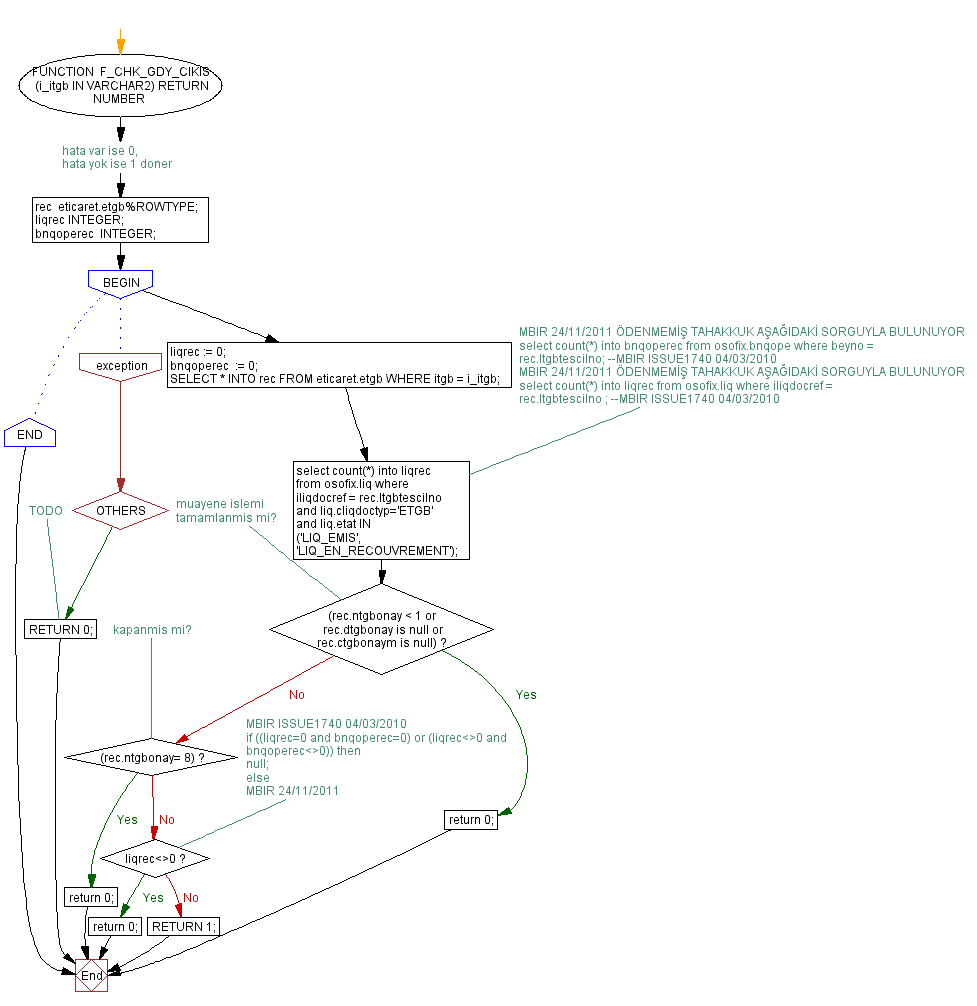 FUNCTION F_CHK_GDY_CIKIS
(i_itgb IN VARCHAR2) RETURN
NUMBER
hata var ise 0,
hata yok ise 1 doner
rec eticaret.etgb%ROWTYPE;
liqrec INTEGER;
bnqoperec INTEGER;
BEGIN
exception
END
liqrec := 0;
bnqoperec := 0;
SELECT * INTO rec FROM eticaret.etgb WHERE itgb = i_itgb;
MBIR 24/11/2011 ÖDENMEMİŞ TAHAKKUK AŞAĞIDAKİ SORGUYLA BULUNUYOR
select count(*) into bnqoperec from osofix.bnqope where beyno =
rec.ltgbtescilno; --MBIR ISSUE1740 04/03/2010
MBIR 24/11/2011 ÖDENMEMİŞ TAHAKKUK AŞAĞIDAKİ SORGUYLA BULUNUYOR
select count(*) into liqrec from osofix.liq where iliqdocref =
rec.ltgbtescilno ; --MBIR ISSUE1740 04/03/2010
select count(*) into liqrec
from osofix.liq where
iliqdocref = rec.ltgbtescilno
and liq.cliqdoctyp='ETGB'
and liq.etat IN
('LIQ_EMIS',
'LIQ_EN_RECOUVREMENT');
OTHERS
TODO
muayene islemi
tamamlanmis mi?
RETURN 0;
(rec.ntgbonay < 1 or
rec.dtgbonay is null or
rec.ctgbonaym is null) ?
kapanmis mi?
No
Yes
MBIR ISSUE1740 04/03/2010
if ((liqrec=0 and bnqoperec=0) or (liqrec<>0 and
bnqoperec<>0)) then
null;
else
MBIR 24/11/2011
(rec.ntgbonay= 8) ?
Yes
No
return 0;
liqrec<>0 ?
Yes
No
return 0;
return 0;
RETURN 1;
End